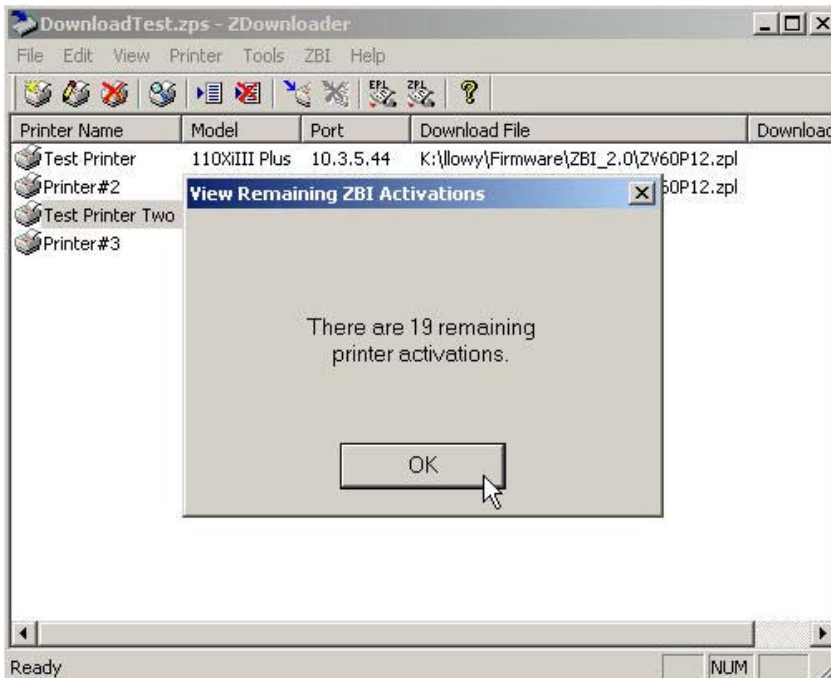 DownloadTest.zps - ZDownloader
File Edit View Printer Tools ZBI Help
EPL ZPL
Printer Name Model Port Download File Download
Test Printer 110XiIII Plus 10.3.5.44 K:\llowy\Firmware\ZBI_2.0\ZV60P12.zpl
Printer#2 60P12.zpl
Test Printer Two
Printer#3
View Remaining ZBI Activations
There are 19 remaining
printer activations.
OK
Ready NUM